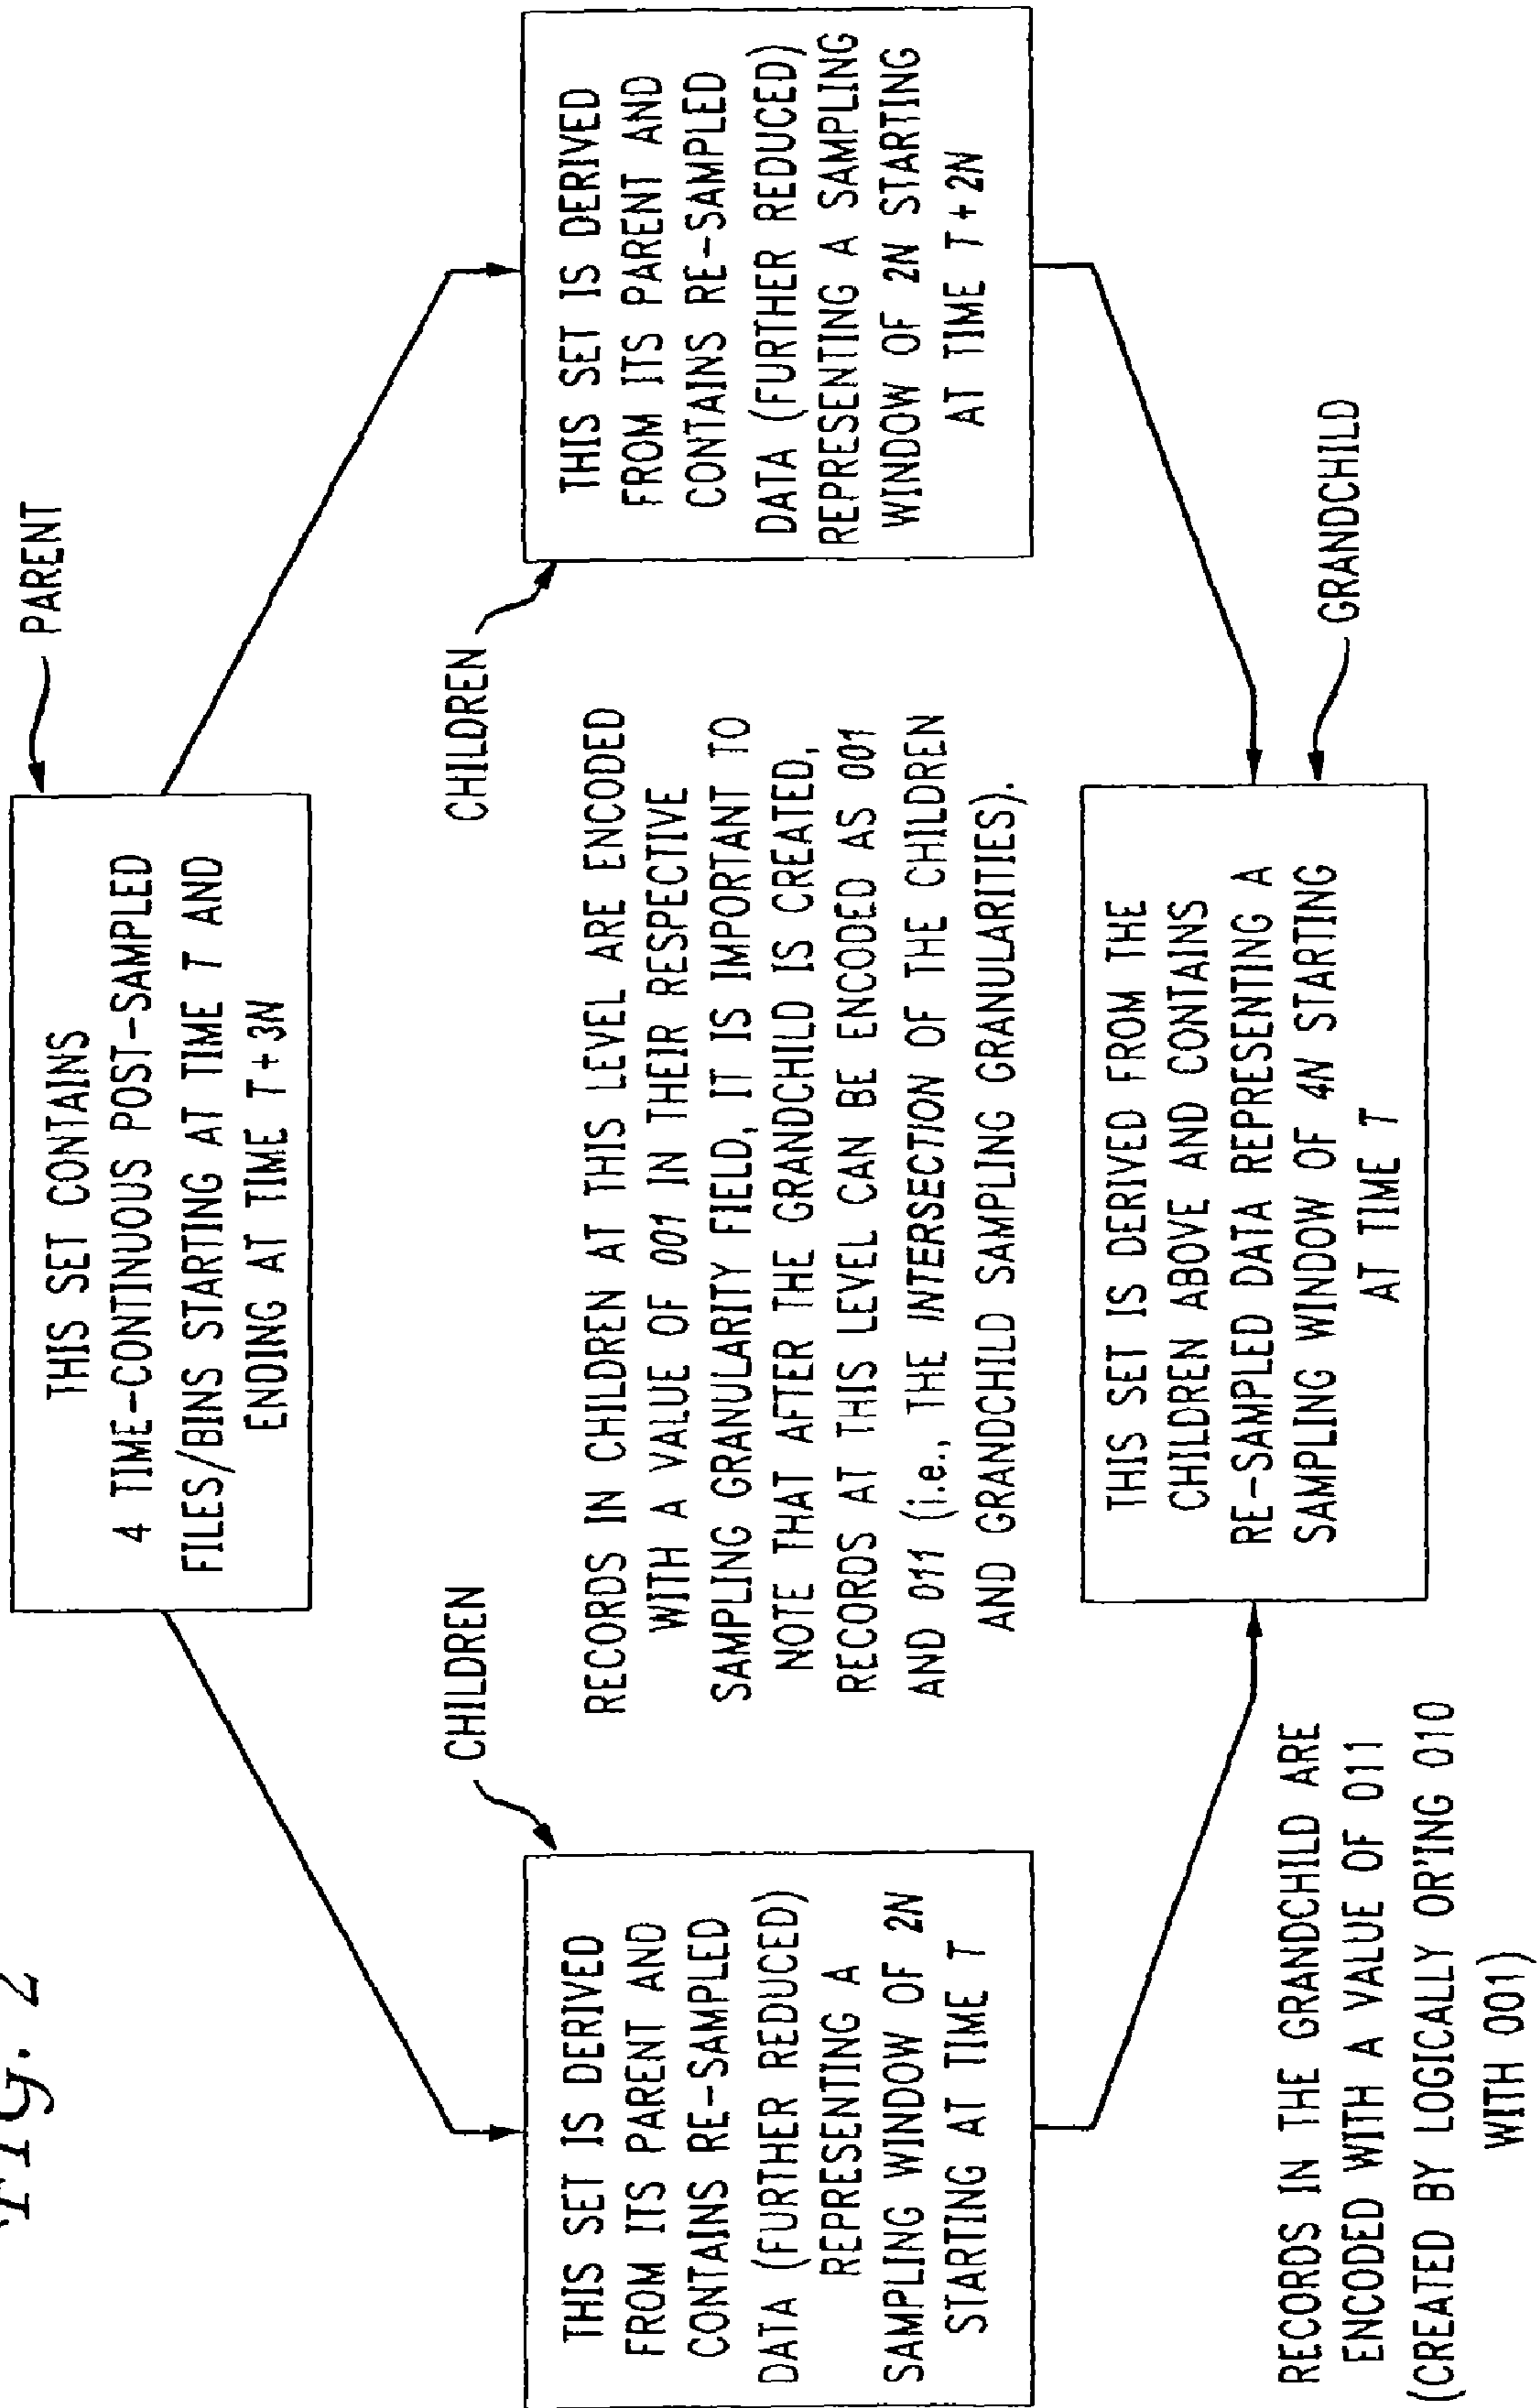 FIG. 2
PARENT
THIS SET CONTAINS
4 TIME-CONTINUOUS POST-SAMPLED
FILES/BINS STARTING AT TIME T AND
ENDING AT TIME T+3N
CHILDREN
THIS SET IS DERIVED
FROM ITS PARENT AND
CONTAINS RE-SAMPLED
DATA (FURTHER REDUCED)
REPRESENTING A
SAMPLING WINDOW OF 2N
STARTING AT TIME T
RECORDS IN CHILDREN AT THIS LEVEL ARE ENCODED
WITH A VALUE OF 001 IN THEIR RESPECTIVE
SAMPLING GRANULARITY FIELD, IT IS IMPORTANT TO
NOTE THAT AFTER THE GRANDCHILD IS CREATED,
RECORDS AT THIS LEVEL CAN BE ENCODED AS 001
AND 011 (i.e., THE INTERSECTION OF THE CHILDREN
AND GRANDCHILD SAMPLING GRANULARITIES).
CHILDREN
THIS SET IS DERIVED
FROM ITS PARENT AND
CONTAINS RE-SAMPLED
DATA (FURTHER REDUCED)
REPRESENTING A SAMPLING
WINDOW OF 2N STARTING
AT TIME T+2N
THIS SET IS DERIVED FROM THE
CHILDREN ABOVE AND CONTAINS
RE-SAMPLED DATA REPRESENTING A
SAMPLING WINDOW OF 4N STARTING
AT TIME T
GRANDCHILD
RECORDS IN THE GRANDCHILD ARE
ENCODED WITH A VALUE OF 011
(CREATED BY LOGICALLY OR'ING 010
WITH 001)